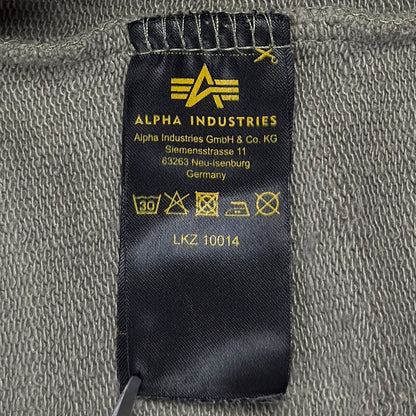 ALPHA INDUSTRIES
Alpha Industries GmbH & Co. KG
Siemensstrasse 11
63263 Neu-Isenburg
Germany
30
LKZ 10014